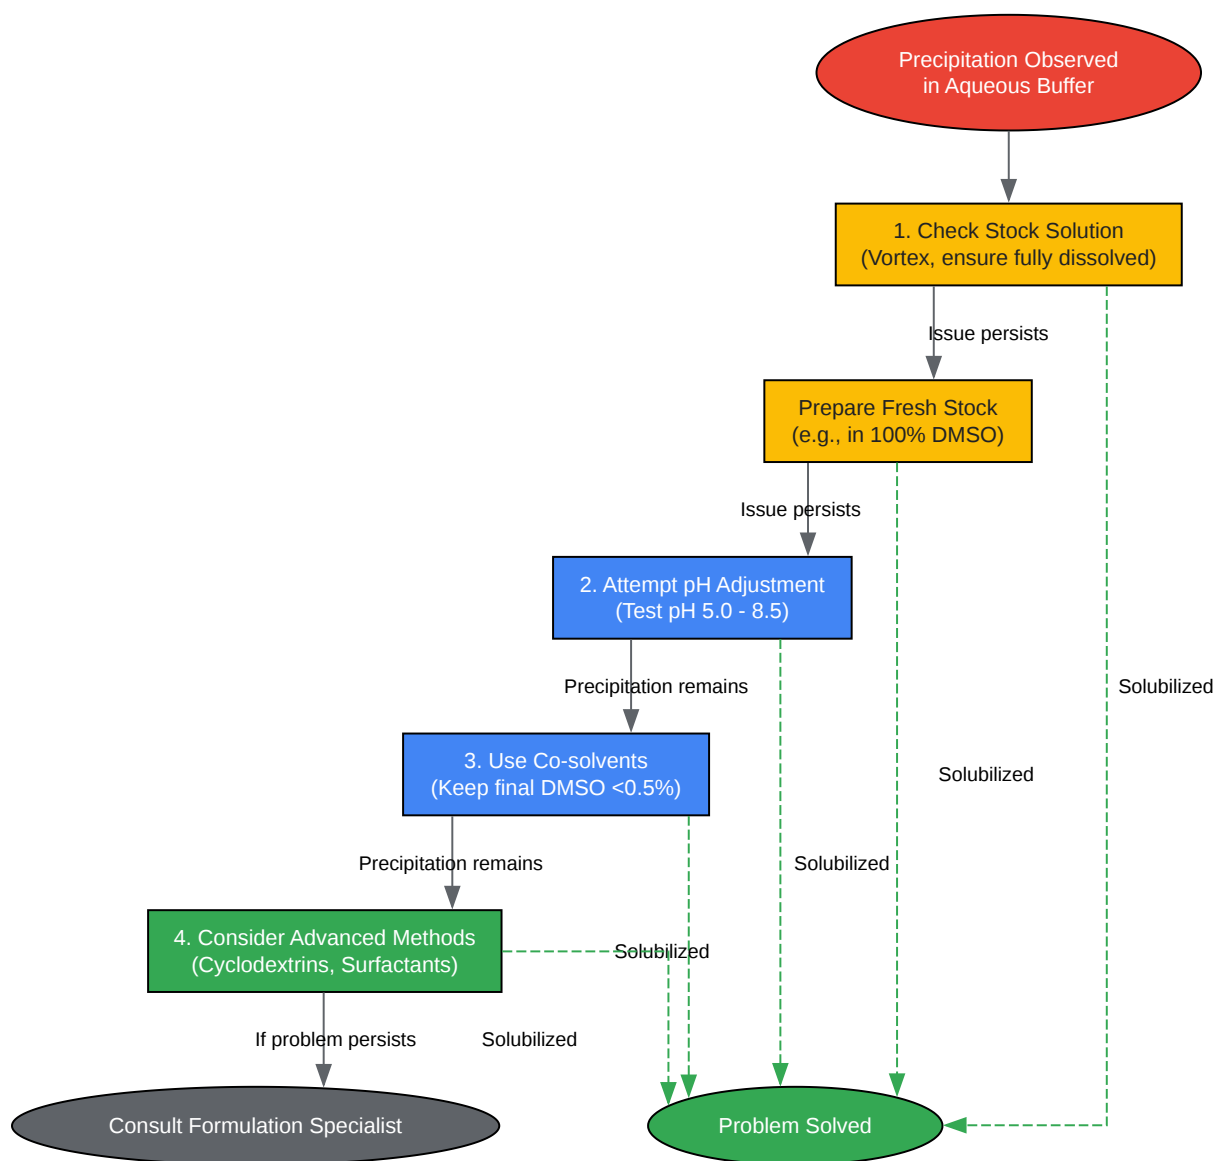 Precipitation Observed
in Aqueous Buffer
1. Check Stock Solution
(Vortex, ensure fully dissolved)
Issue persists
Prepare Fresh Stock
(e.g., in 100% DMSO)
Issue persists
2. Attempt pH Adjustment
(Test pH 5.0 - 8.5)
Precipitation remains
Solubilized
3. Use Co-solvents
(Keep final DMSO <0.5%)
Solubilized
Precipitation remains
Solubilized
4. Consider Advanced Methods
(Cyclodextrins, Surfactants)
Solubilized
If problem persists
Solubilized
Consult Formulation Specialist
Problem Solved